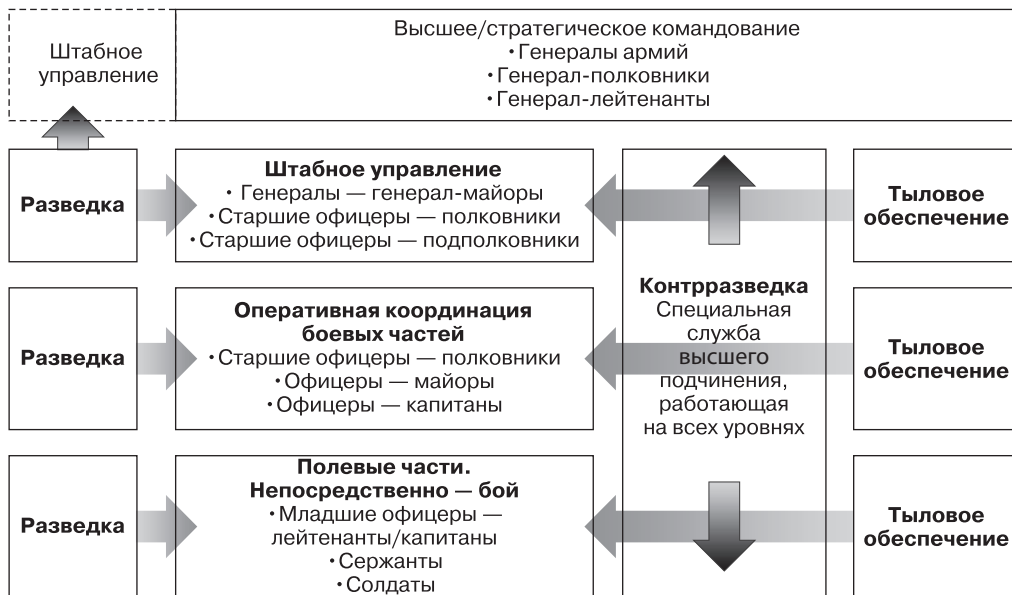 Штабное
управление
Высшее/стратегическое командование
•Генералы армий
•Генерал-полковники
•Генерал-лейтенанты
Разведка
Штабное управление
• Генералы — генерал-майоры
•Старшие офицеры — полковники
•Старшие офицеры — подполковники
Тыловое
обеспечение
Контрразведка
Специальная
служба
высшего
подчинения,
работающая
на всех уровнях
Разведка
Оперативная координация
боевых частей
•Старшие офицеры — полковники
•Офицеры — майоры
•Офицеры — капитаны
Тыловое
обеспечение
Разведка
Полевые части.
Непосредственно — бой
•Младшие офицеры —
лейтенанты/капитаны
•Сержанты
•Солдаты
Тыловое
обеспечение